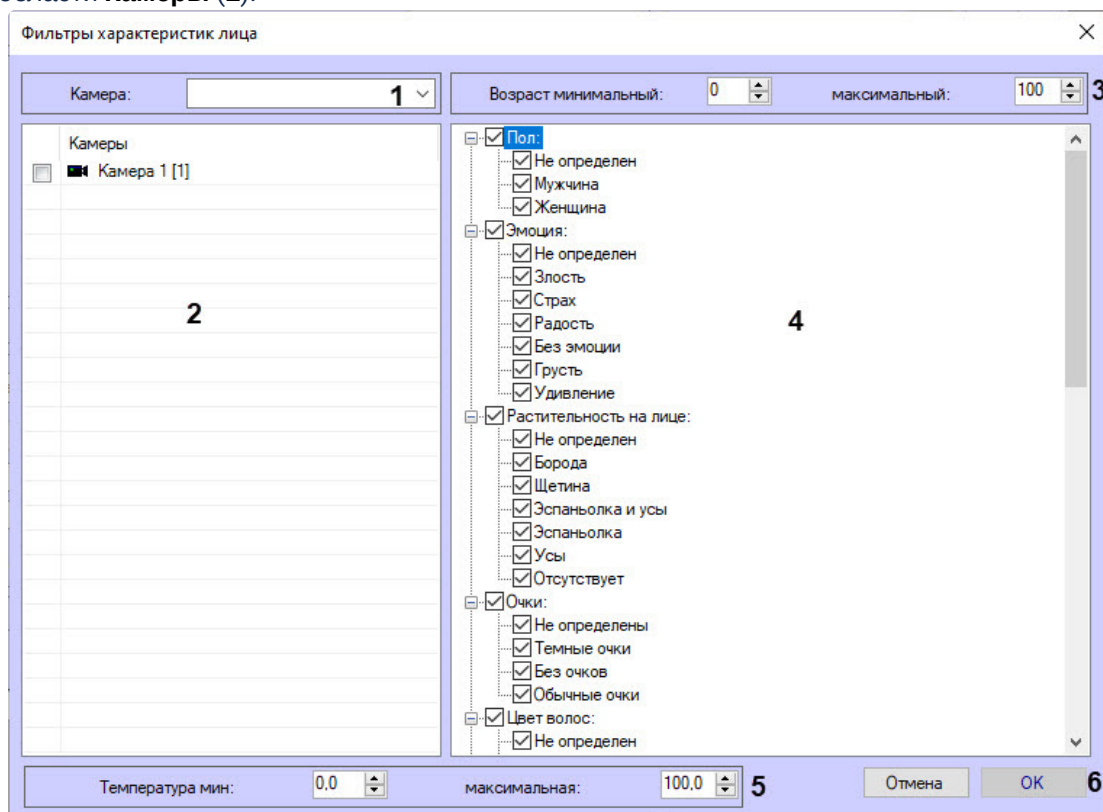 Камеры (2).
Фильтры характеристик лица
Камера: 1 Возраст минимальный: 0 максимальный: 100 3
Камеры
Камера 1 [1]
2
Пол:
Не определен
Мужчина
Женщина
Эмоция:
Не определен
Злость
Страх
Радость
Без эмоции
Грусть
Удивление
4
Растительность на лице:
Не определен
Борода
Щетина
Эспаньолка и усы
Эспаньолка
Усы
Отсутствует
Очки:
Не определены
Темные очки
Без очков
Обычные очки
Цвет волос:
Не определен
Температура мин: 0,0 максимальная: 100,0 5 Отмена OK 6